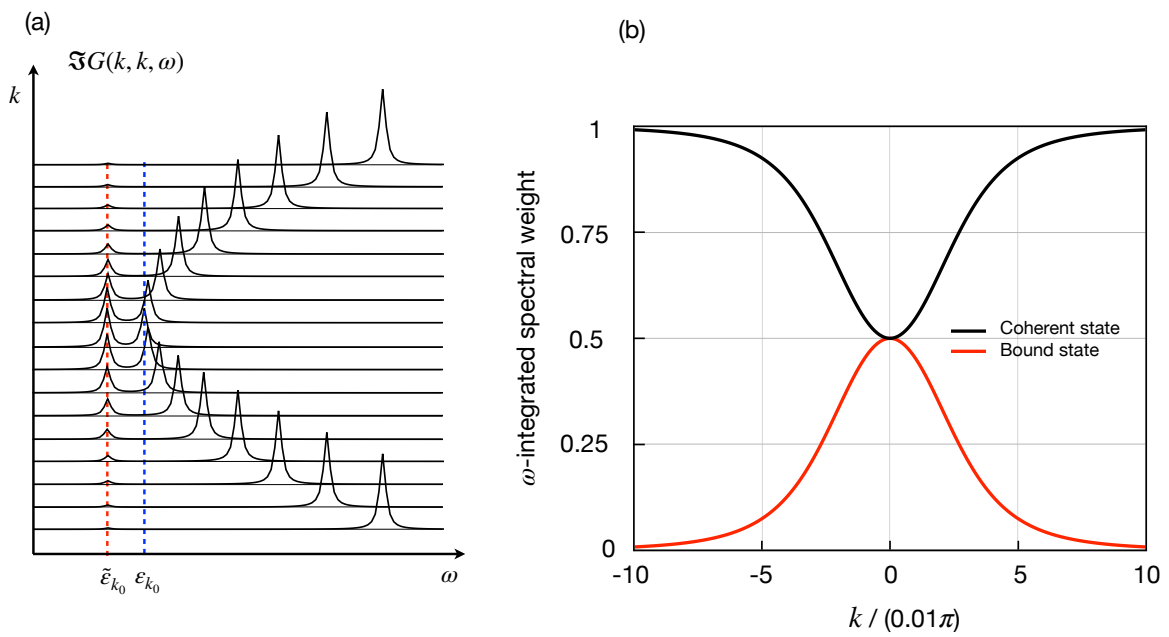 (a)
ℑG(k, k, ω)
k
ε̃ₖ₀ εₖ₀
ω
(b)
ω-integrated spectral weight
1
0.75
0.5
0.25
0
Coherent state
Bound state
-10 -5 0 5 10
k / (0.01π)